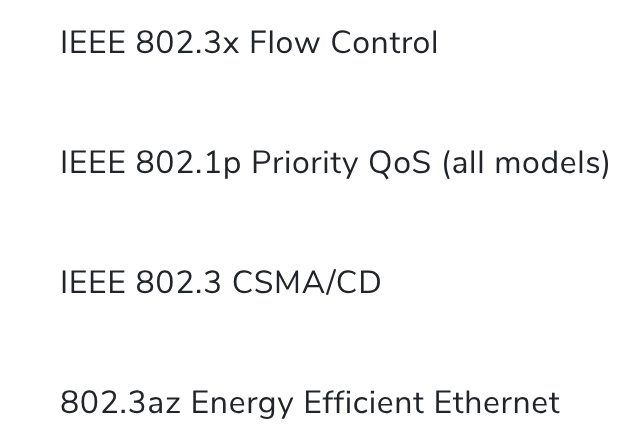 IEEE 802.3x Flow Control
IEEE 802.1p Priority QoS (all models)
IEEE 802.3 CSMA/CD
802.3az Energy Efficient Ethernet